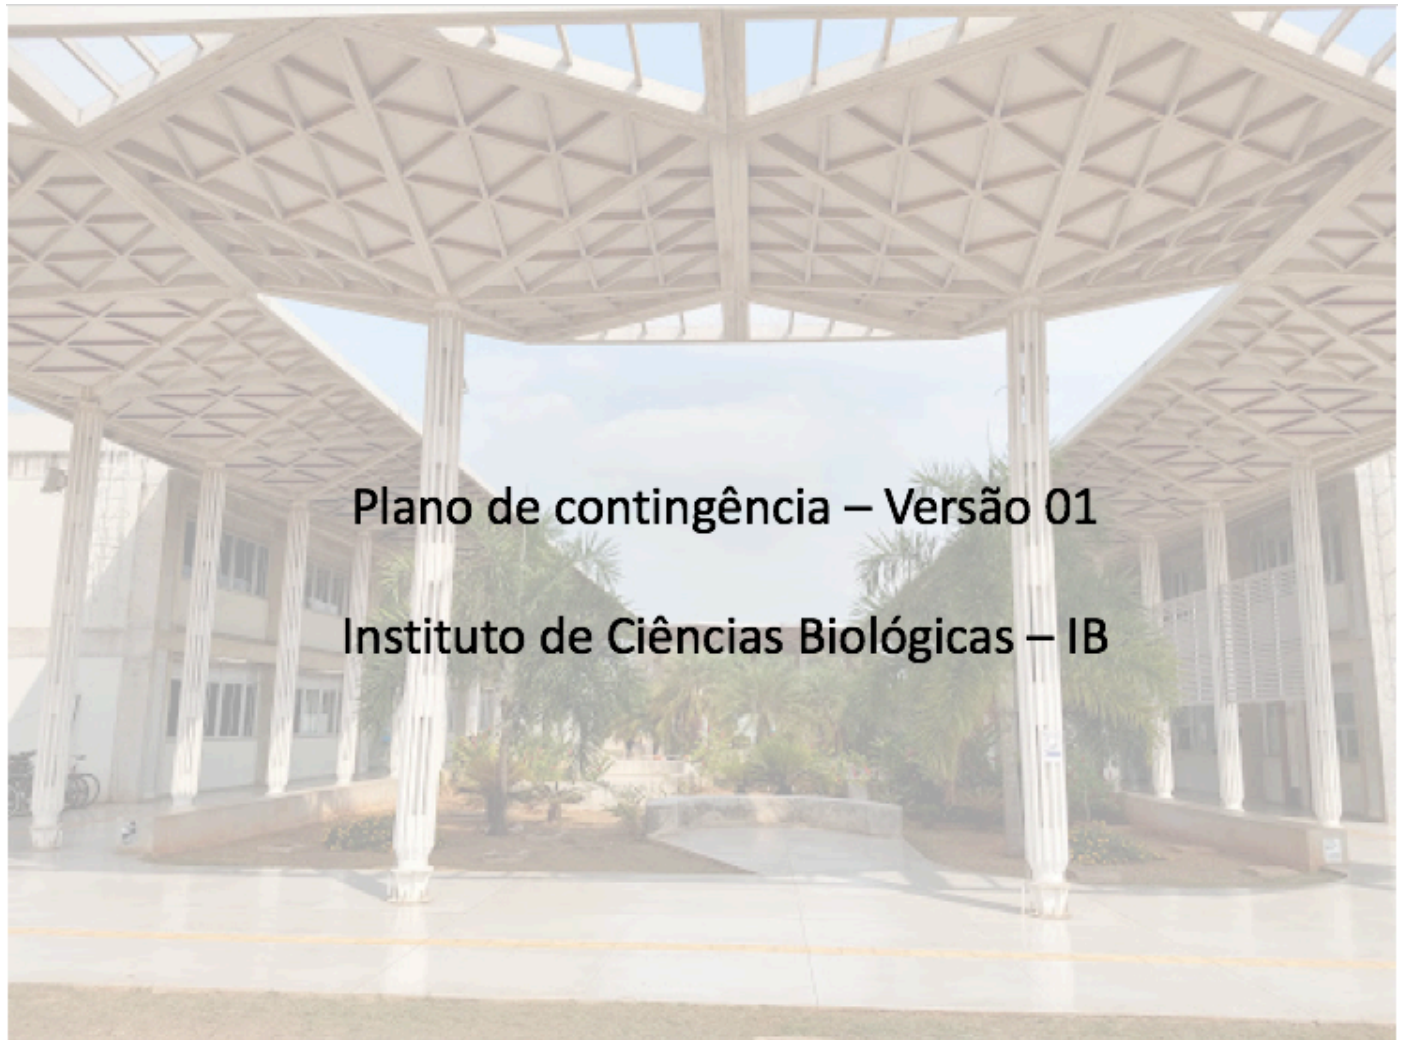 Plano de contingência – Versão 01
Instituto de Ciências Biológicas – IB